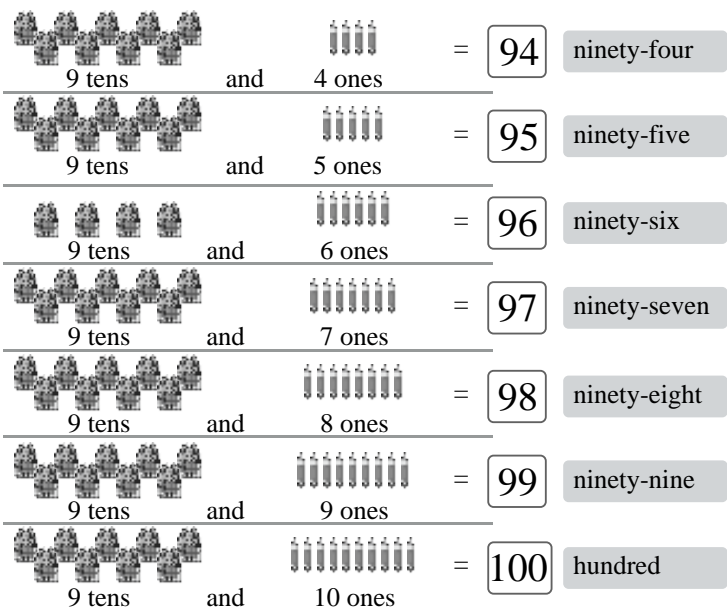 = 94 ninety-four
9 tens and 4 ones
= 95 ninety-five
9 tens and 5 ones
= 96 ninety-six
9 tens and 6 ones
= 97 ninety-seven
9 tens and 7 ones
= 98 ninety-eight
9 tens and 8 ones
= 99 ninety-nine
9 tens and 9 ones
= 100 hundred
9 tens and 10 ones